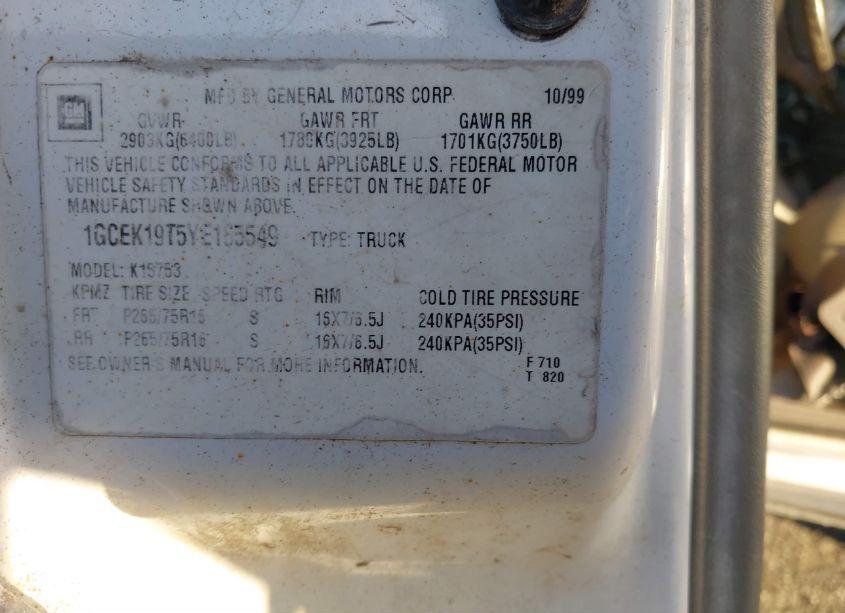 GM
MFD BY GENERAL MOTORS CORP 10/99
GVWR GAWR FRT GAWR RR
2903KG(6400LB) 1780KG(3925LB) 1701KG(3750LB)
THIS VEHICLE CONFORMS TO ALL APPLICABLE U.S. FEDERAL MOTOR
VEHICLE SAFETY STANDARDS IN EFFECT ON THE DATE OF
MANUFACTURE SHOWN ABOVE.
TYPE: TRUCK
MODEL: K15753
KPMZ TIRE SIZE SPEED RTG RIM COLD TIRE PRESSURE
FRT P265/75R16 S 16X7/6.5J 240KPA(35PSI)
RR P265/75R16 S 16X7/6.5J 240KPA(35PSI)
SEE OWNER'S MANUAL FOR MORE INFORMATION.
F 710
T 820